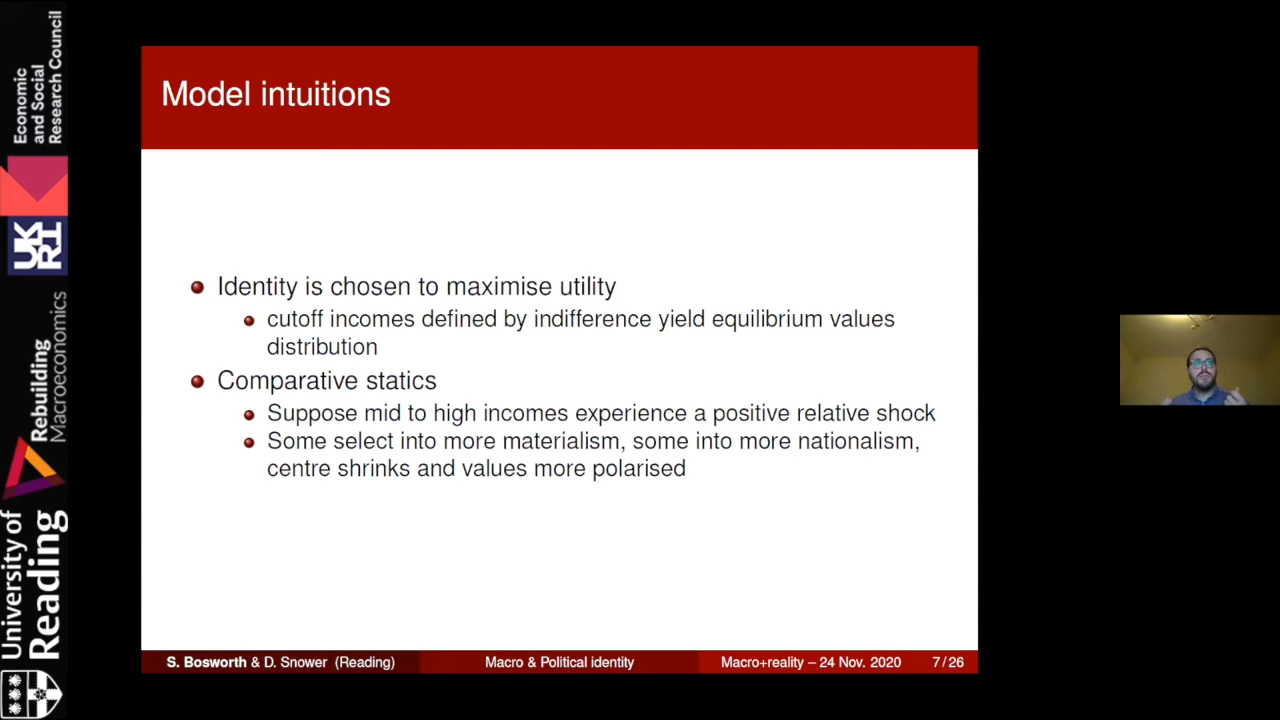 Economic
and Social
Research Council
UK
RI
Rebuilding
Macroeconomics
University of
Reading
Model intuitions
Identity is chosen to maximise utility
cutoff incomes defined by indifference yield equilibrium values
distribution
Comparative statics
Suppose mid to high incomes experience a positive relative shock
Some select into more materialism, some into more nationalism,
centre shrinks and values more polarised
S. Bosworth & D. Snower (Reading) Macro & Political identity Macro+reality – 24 Nov. 2020 7 / 26